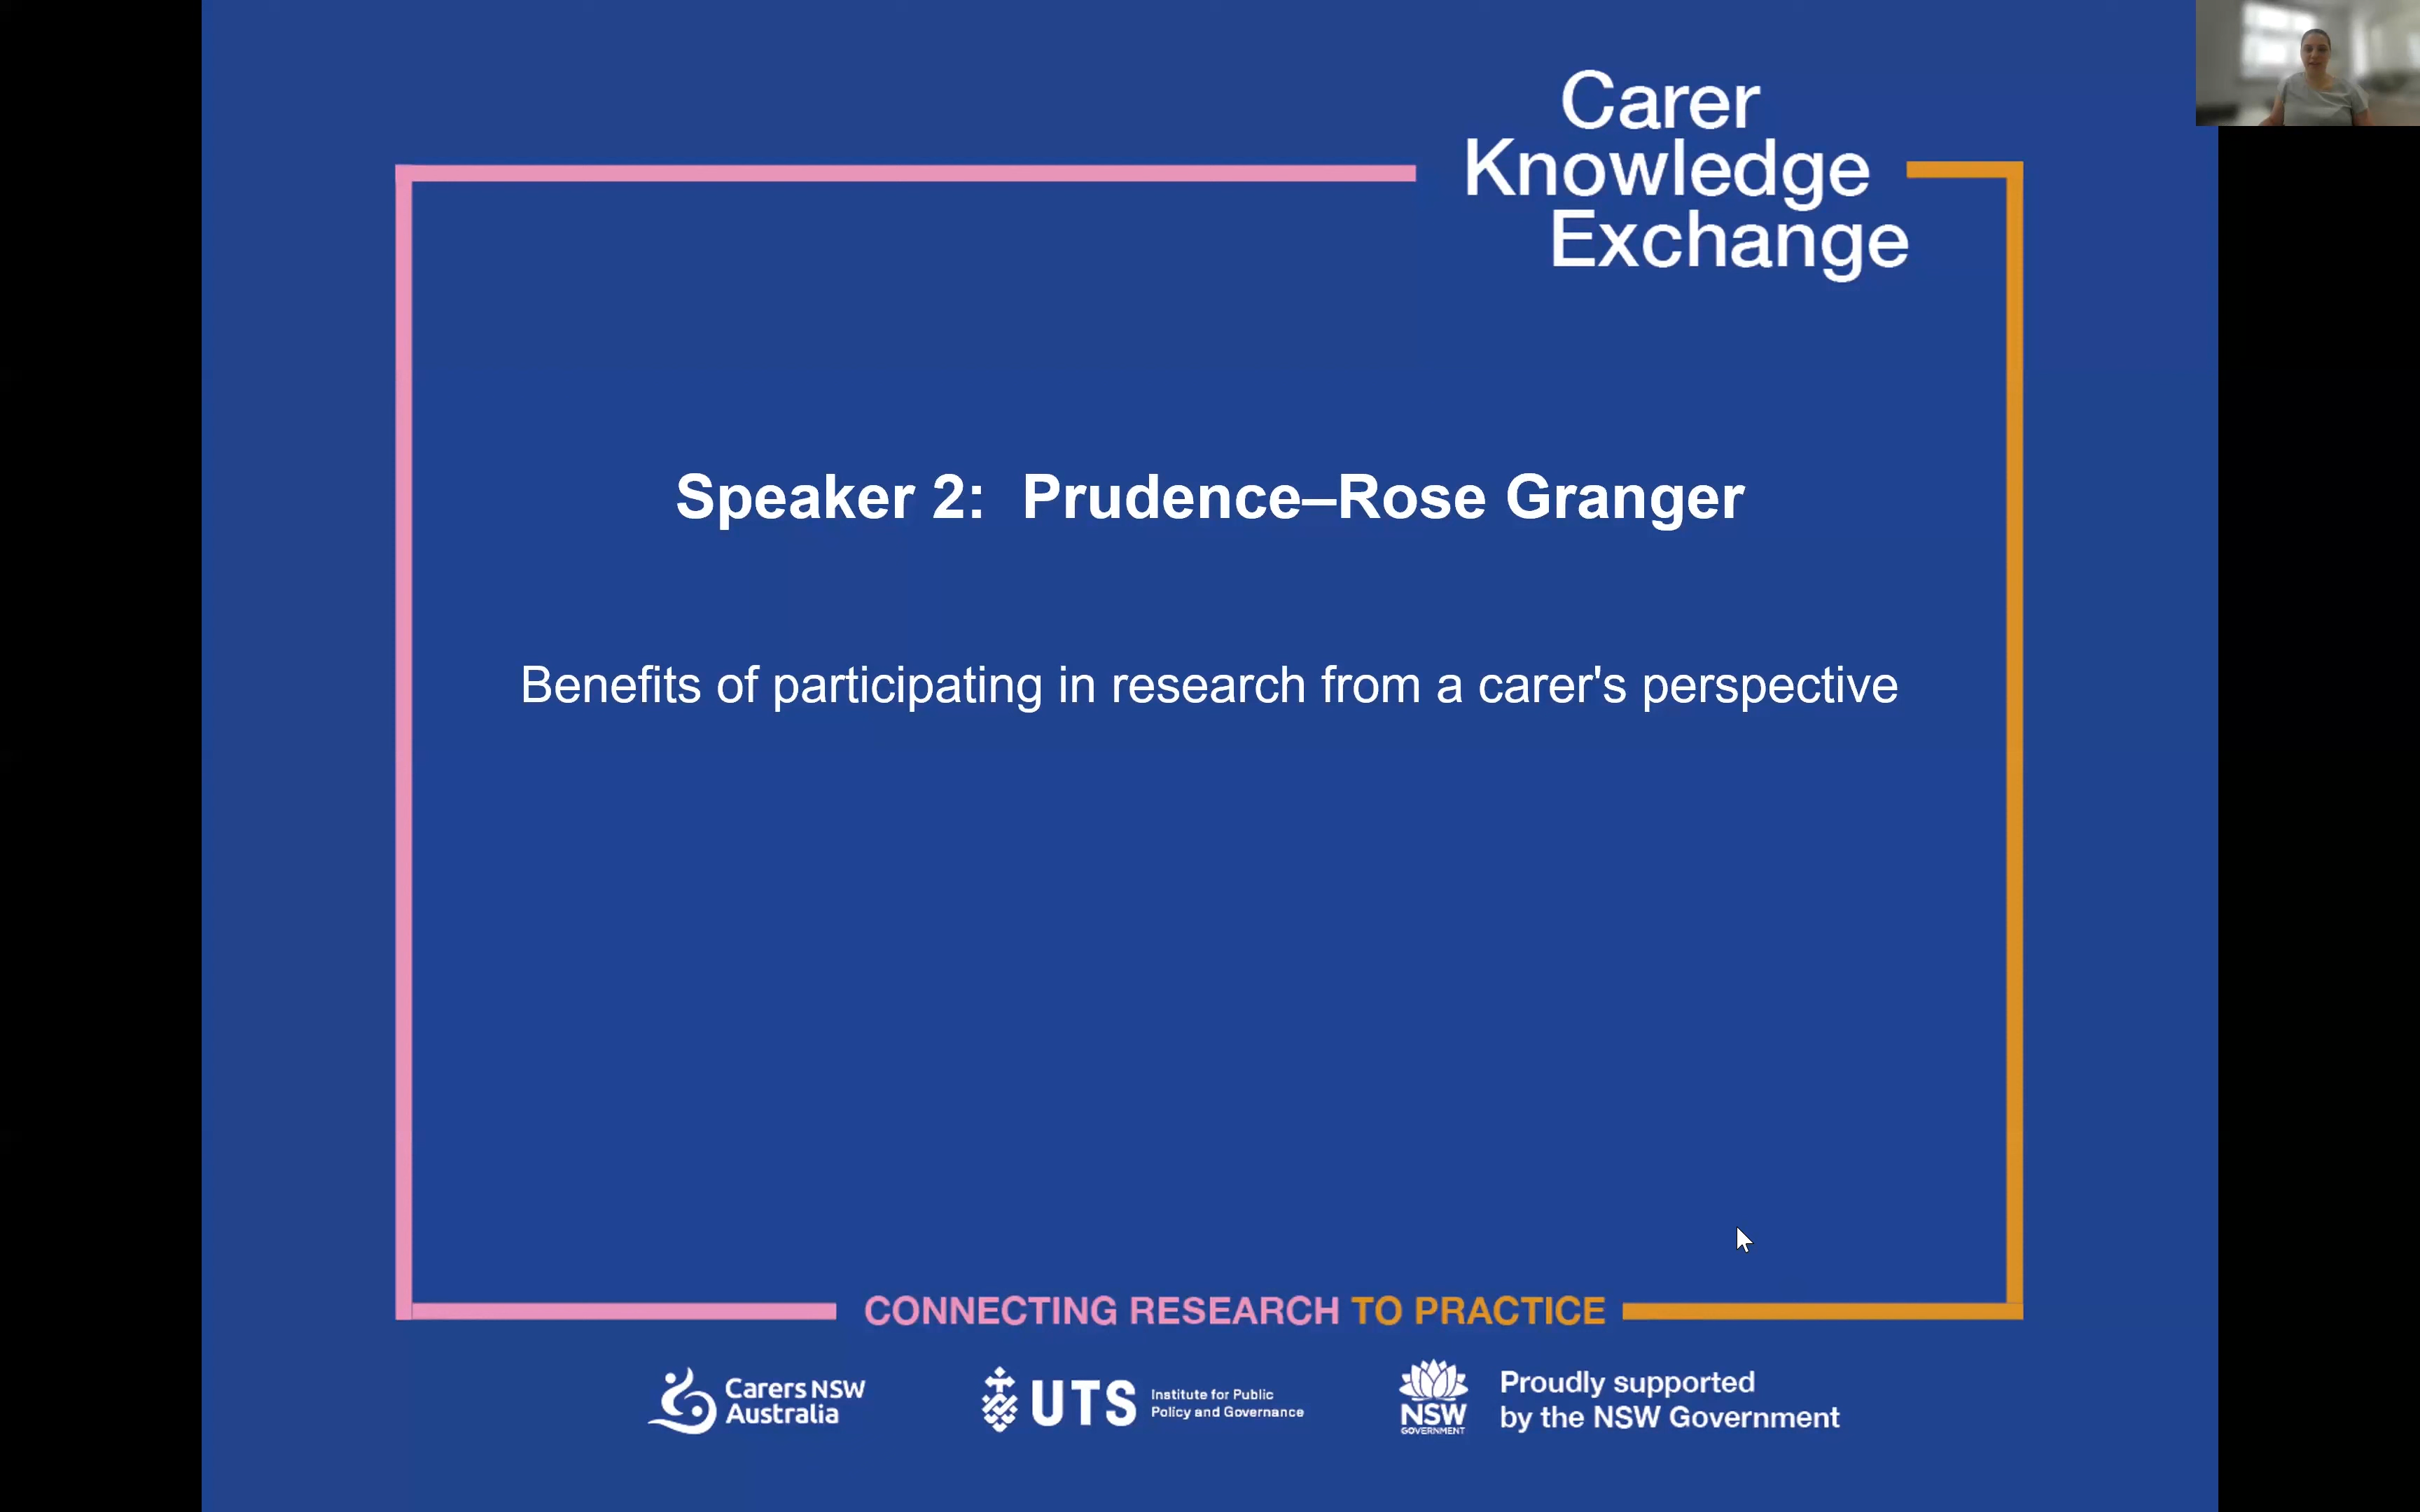 Carer
Knowledge
Exchange
Speaker 2:  Prudence–Rose Granger
Benefits of participating in research from a carer's perspective
CONNECTING RESEARCH TO PRACTICE
Carers NSW
Australia
UTS
Institute for Public
Policy and Governance
NSW
GOVERNMENT
Proudly supported
by the NSW Government